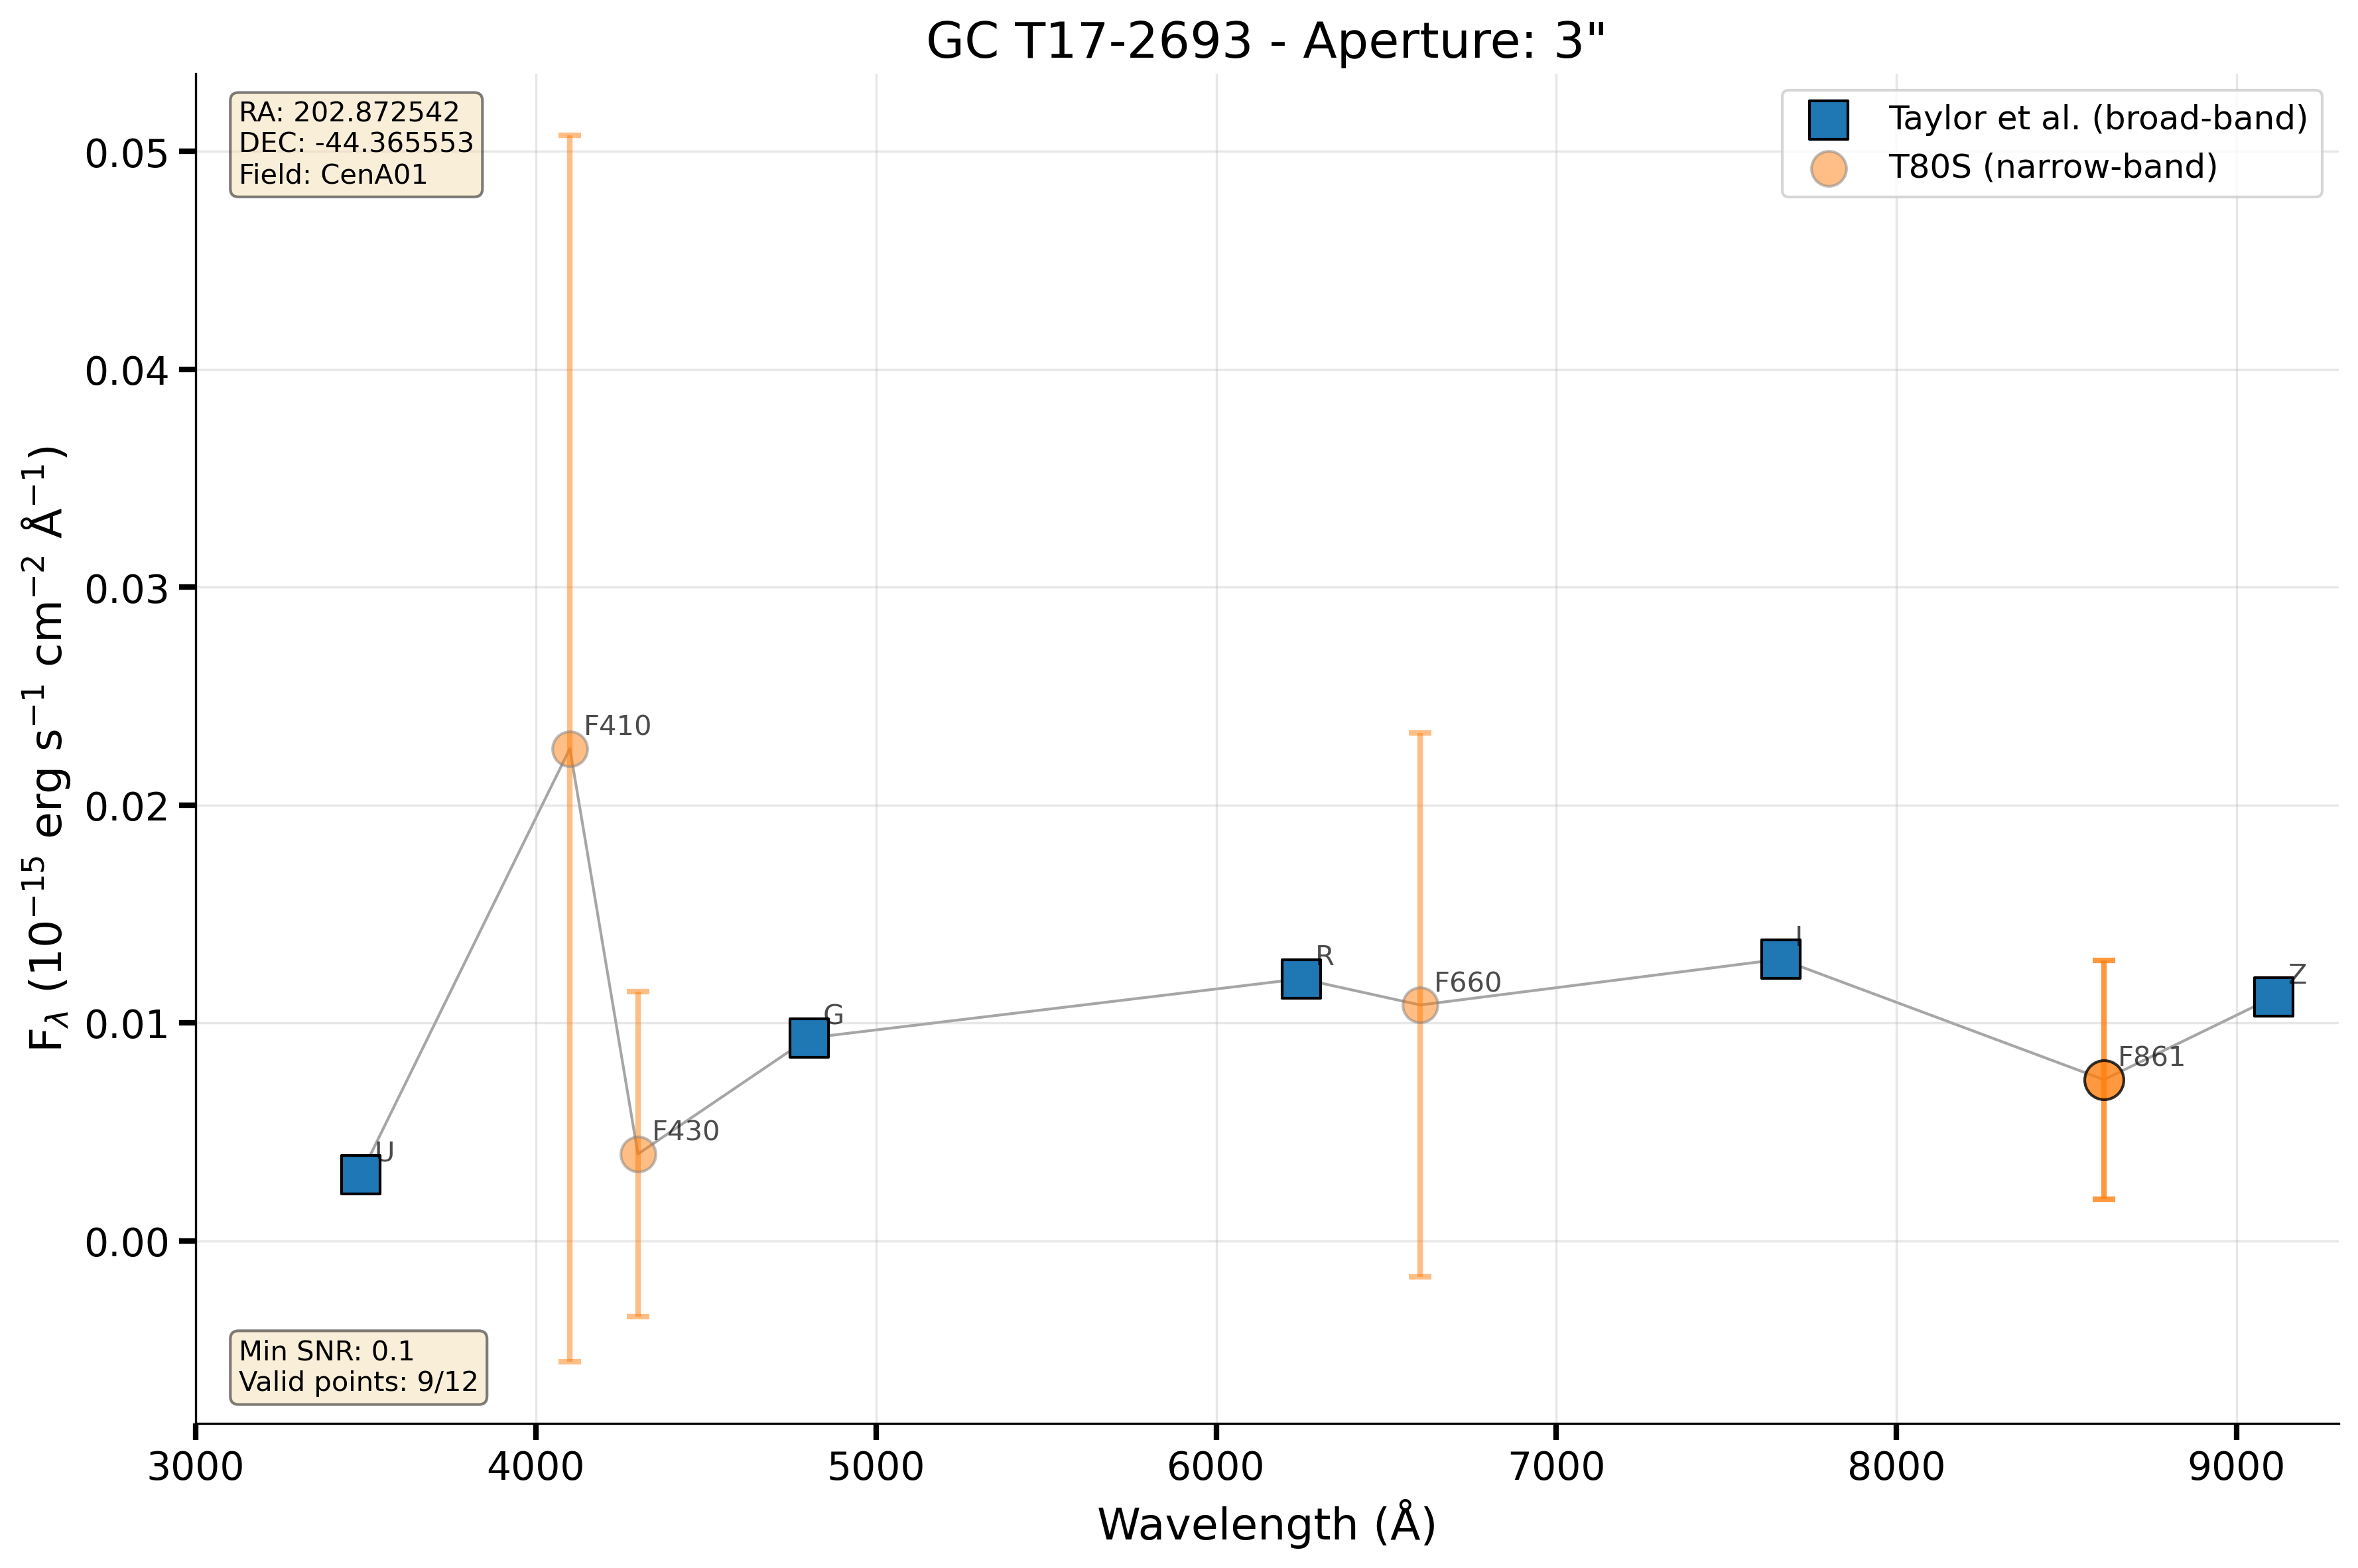 GC T17-2693 - Aperture: 3"
RA: 202.872542
DEC: -44.365553
Field: CenA01
Taylor et al. (broad-band)
T80S (narrow-band)
0.05
0.04
0.03
0.02
0.01
0.00
F_λ (10⁻¹⁵ erg s⁻¹ cm⁻² Å⁻¹)
U
F410
F430
G
R
F660
I
F861
Z
Min SNR: 0.1
Valid points: 9/12
3000
4000
5000
6000
7000
8000
9000
Wavelength (Å)